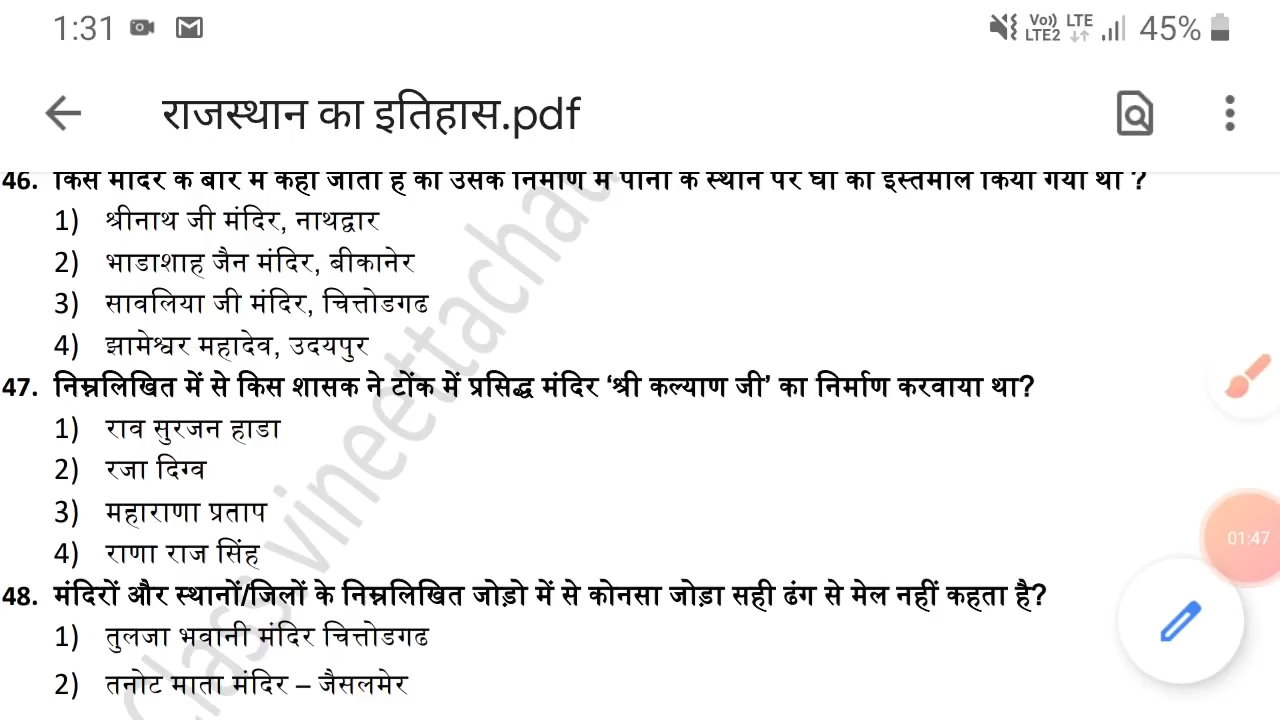 1:31
Vo)) LTE
LTE2
45%
राजस्थान का इतिहास.pdf
46. किस मंदिर के बारे में कहा जाता है की उसके निर्माण में पानी के स्थान पर घी का इस्तेमाल किया गया था ?
1) श्रीनाथ जी मंदिर, नाथद्वार
2) भाडाशाह जैन मंदिर, बीकानेर
3) सावलिया जी मंदिर, चित्तोडगढ
4) झामेश्वर महादेव, उदयपुर
47. निम्नलिखित में से किस शासक ने टोंक में प्रसिद्ध मंदिर ‘श्री कल्याण जी’ का निर्माण करवाया था?
1) राव सुरजन हाडा
2) रजा दिग्व
3) महाराणा प्रताप
4) राणा राज सिंह
48. मंदिरों और स्थानों/जिलों के निम्नलिखित जोड़ो में से कोनसा जोड़ा सही ढंग से मेल नहीं कहता है?
1) तुलजा भवानी मंदिर चित्तोडगढ
2) तनोट माता मंदिर – जैसलमेर
01:47
class vineettachau